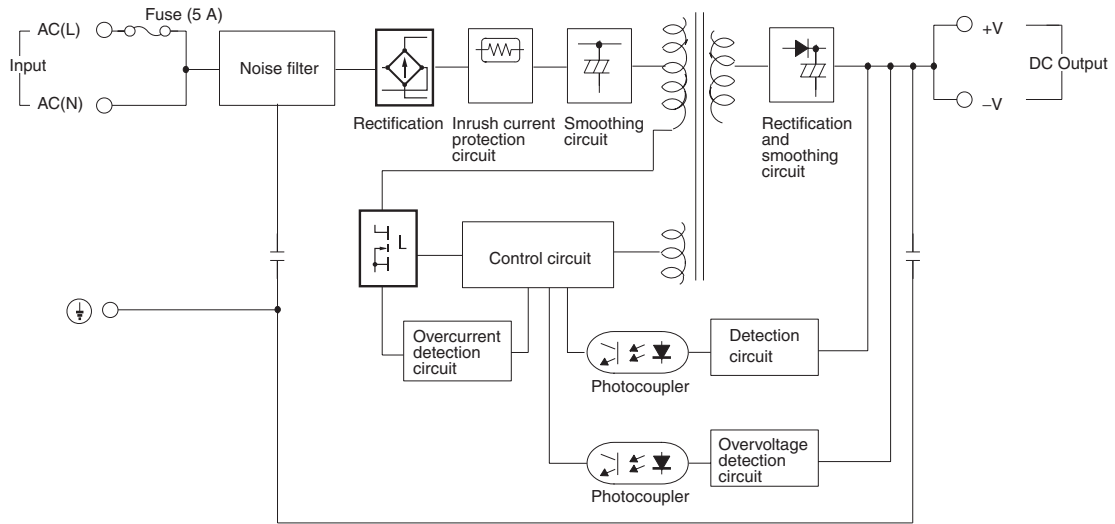 Fuse (5 A)
AC(L)
Input
AC(N)
Noise filter
Rectification
Inrush current
protection
circuit
Smoothing
circuit
Rectification
and
smoothing
circuit
+V
DC Output
–V
L
Control circuit
Overcurrent
detection
circuit
Photocoupler
Detection
circuit
Photocoupler
Overvoltage
detection
circuit